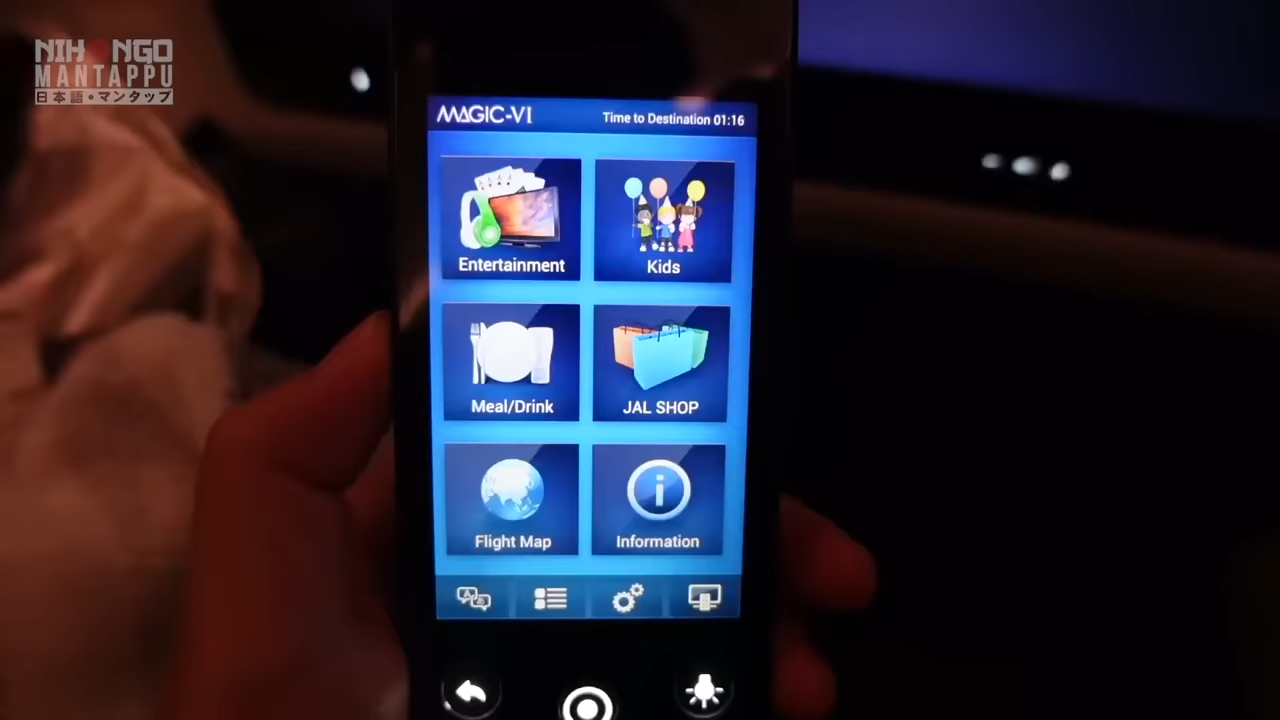 NIHONGO
MANTAPPU
日本語・マンタップ
MAGIC-VI
Time to Destination 01:16
Entertainment
Kids
Meal/Drink
JAL SHOP
Flight Map
Information